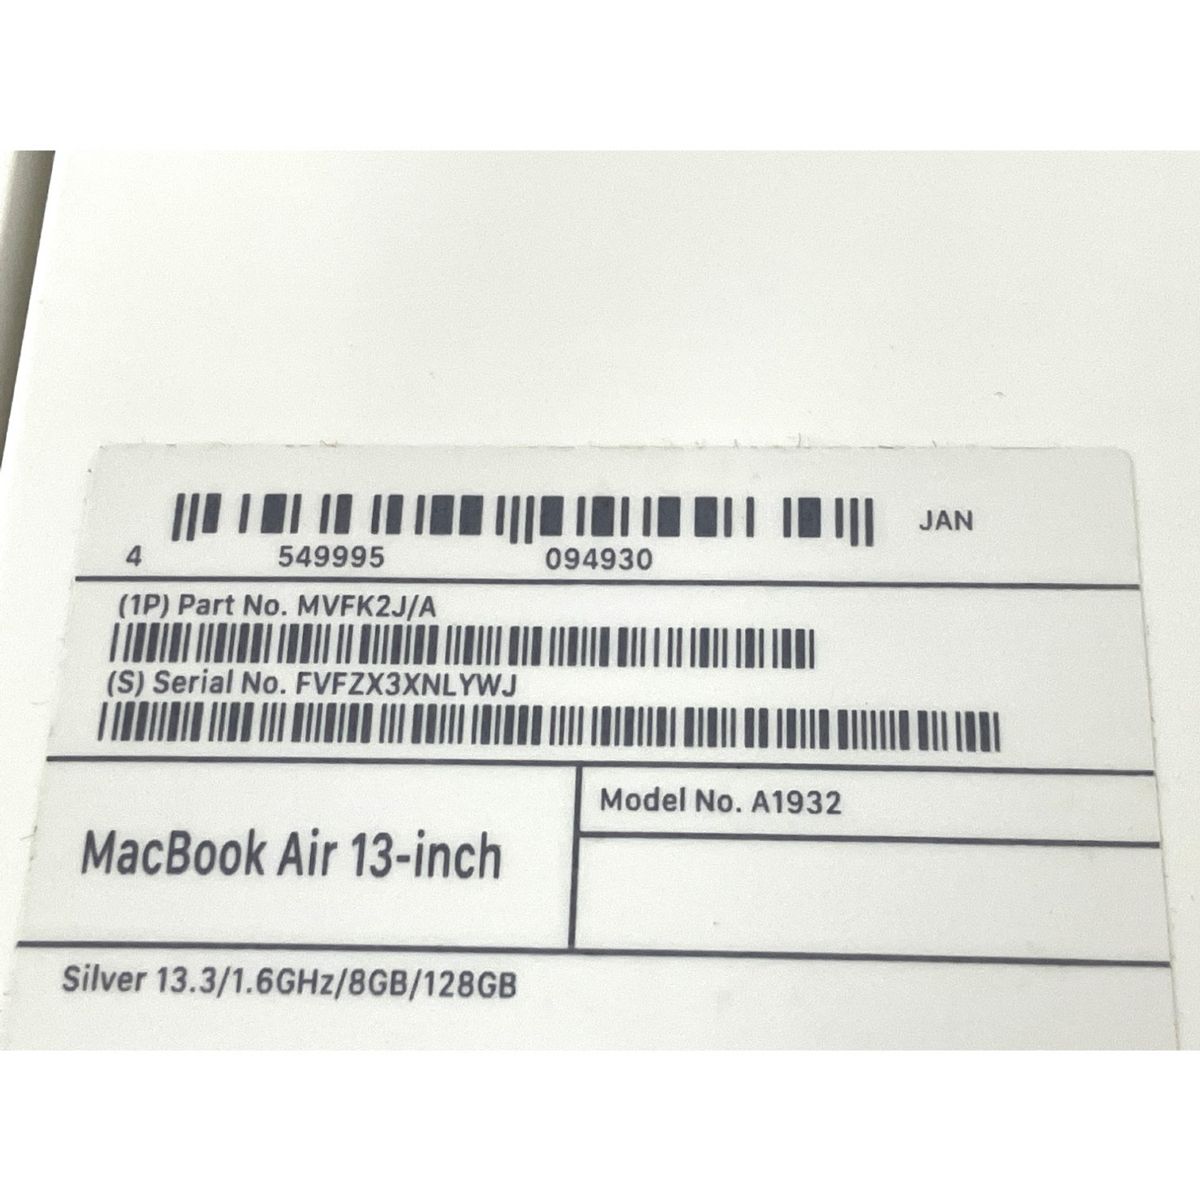 JAN
4 549995 094930
(1P) Part No. MVFK2J/A
(S) Serial No. FVFZX3XNLYWJ
MacBook Air 13-inch
Model No. A1932
Silver 13.3/1.6GHz/8GB/128GB